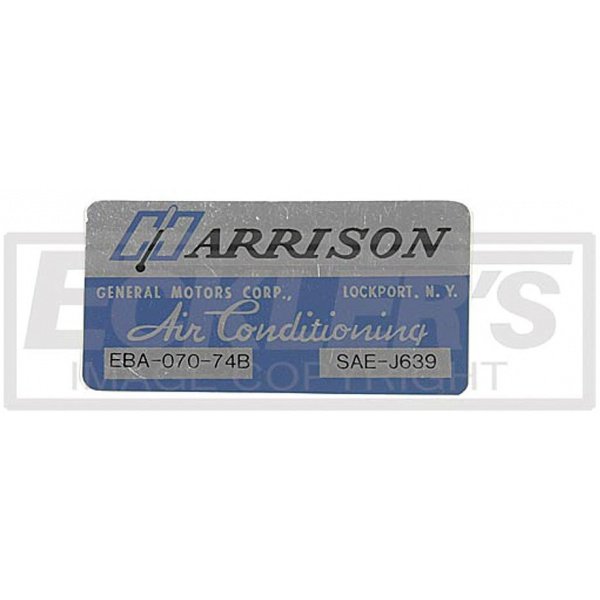 HARRISON
GENERAL MOTORS CORP., LOCKPORT, N. Y.
Air Conditioning
EBA-070-74B SAE-J639
ECKLER'S
IMAGE COPYRIGHT